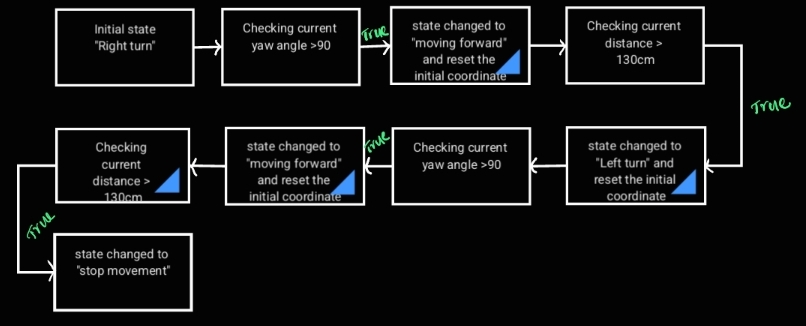 Initial state
"Right turn"
Checking current
yaw angle >90
True
state changed to
"moving forward"
and reset the
initial coordinate
Checking current
distance >
130cm
True
state changed to
"Left turn" and
reset the initial
coordinate
Checking current
yaw angle >90
True
state changed to
"moving forward"
and reset the
initial coordinate
Checking
current
distance >
130cm
True
state changed to
"stop movement"